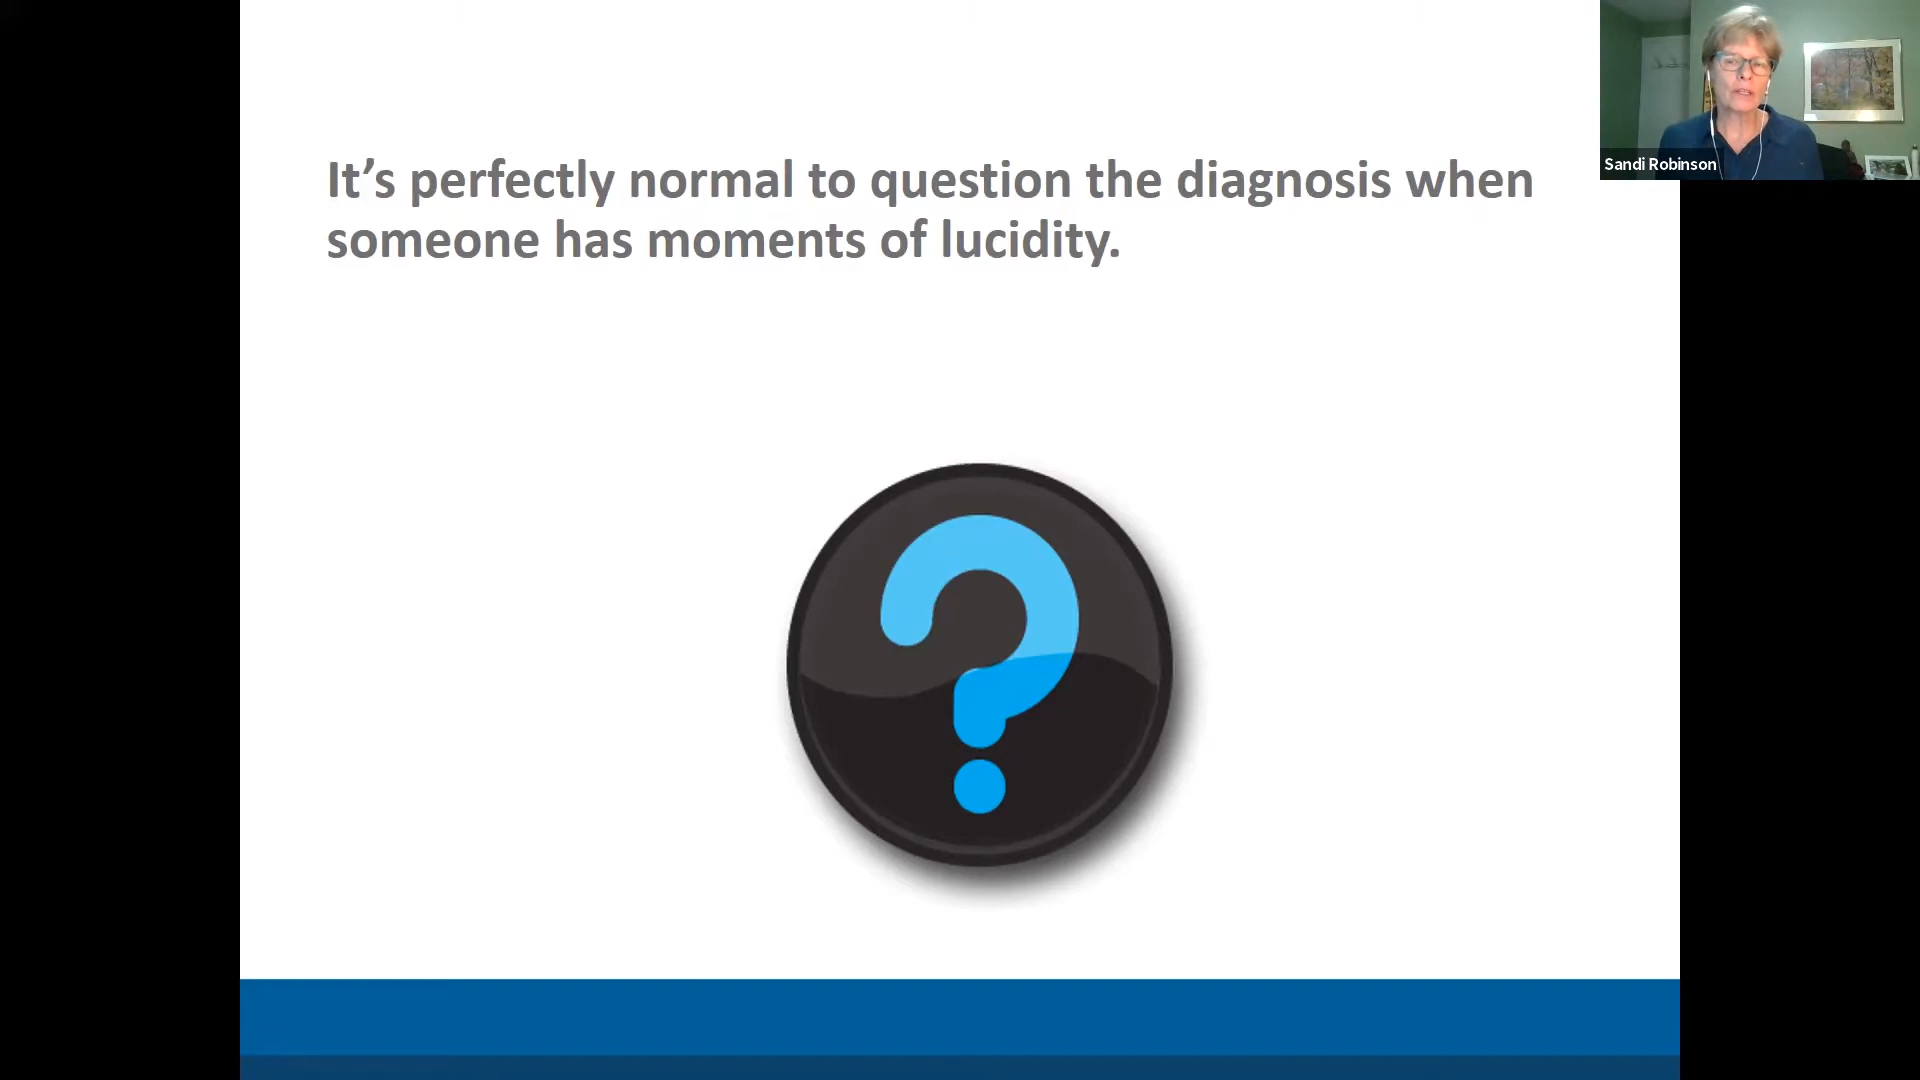 It’s perfectly normal to question the diagnosis when
someone has moments of lucidity.
Sandi Robinson